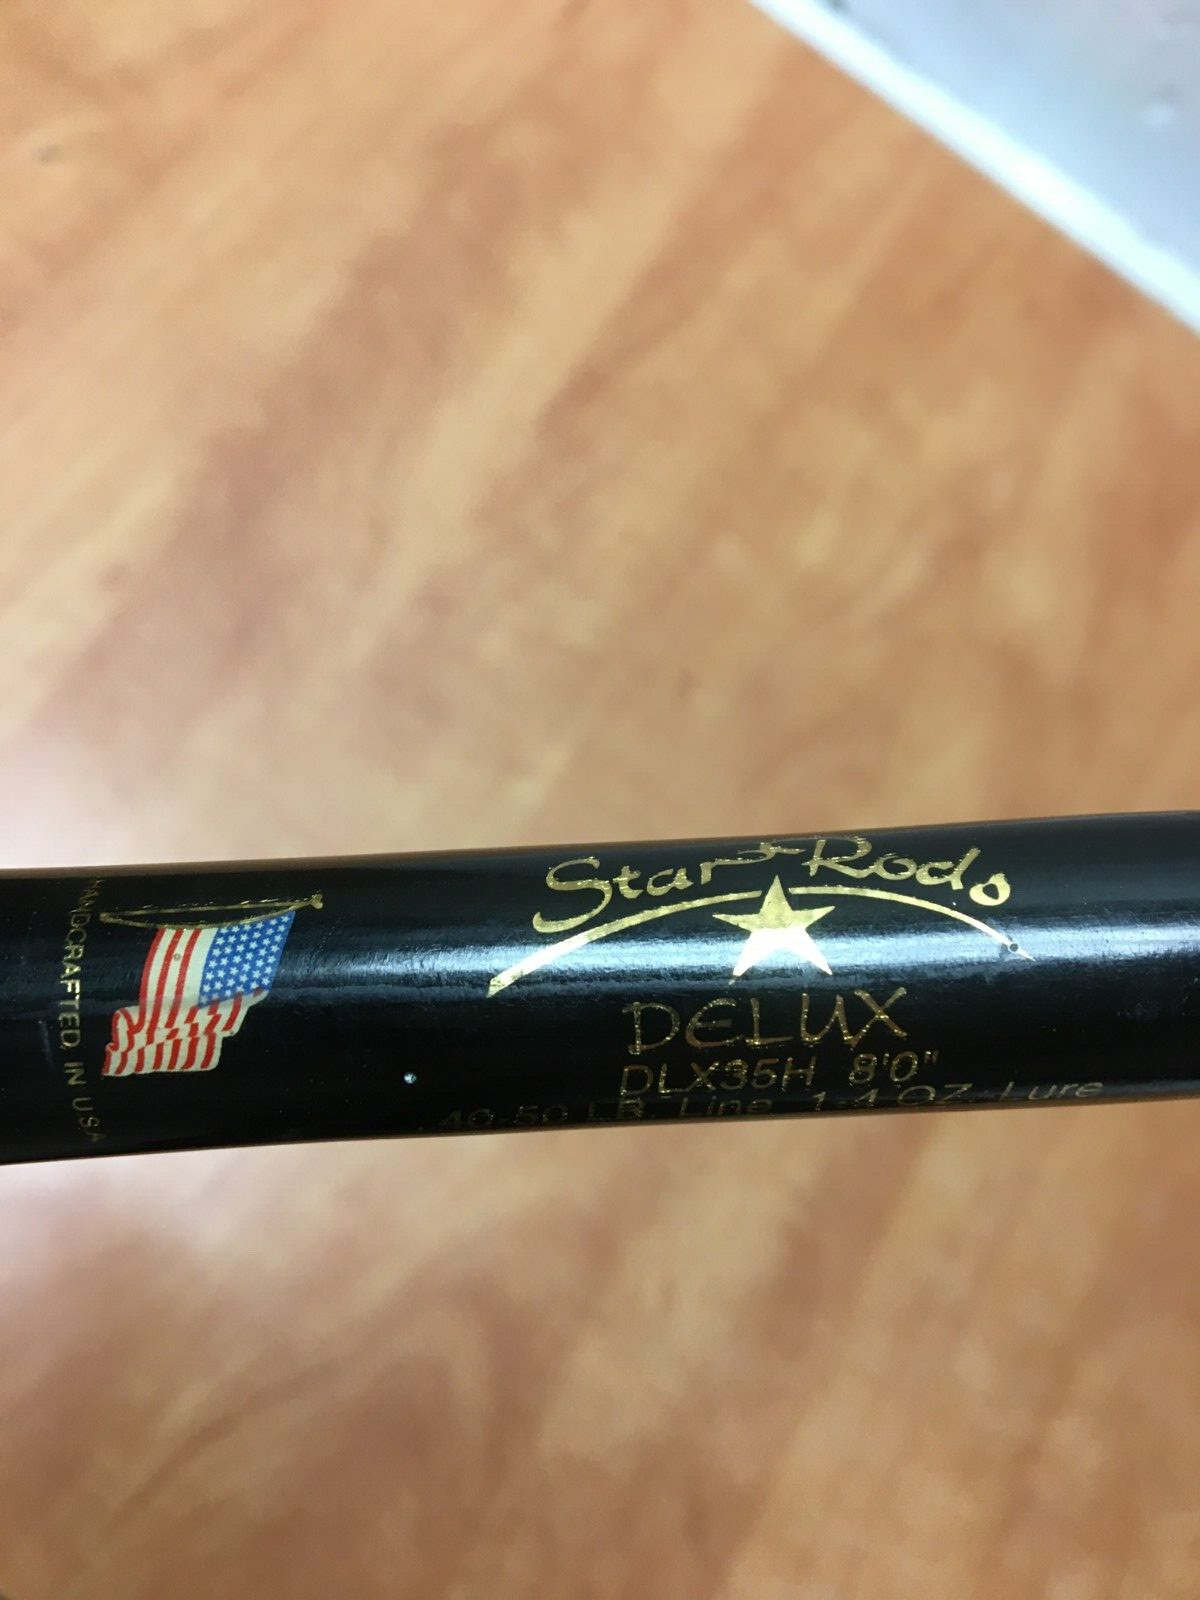 HANDCRAFTED IN USA
Star Rods
DELUX
DLX35H 8'0"
40-50 LB. Line 1-4 OZ. Lure